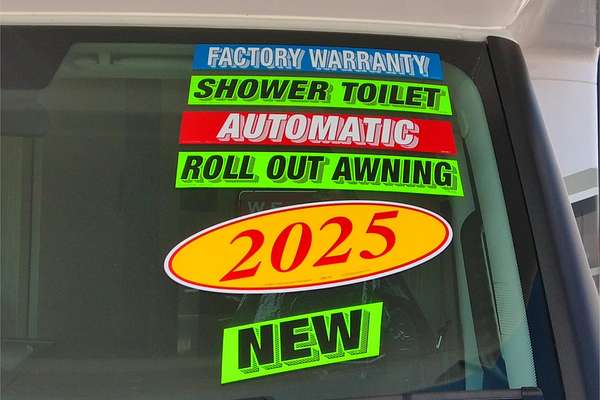 FACTORY WARRANTY
SHOWER TOILET
AUTOMATIC
ROLL OUT AWNING
2025
NEW